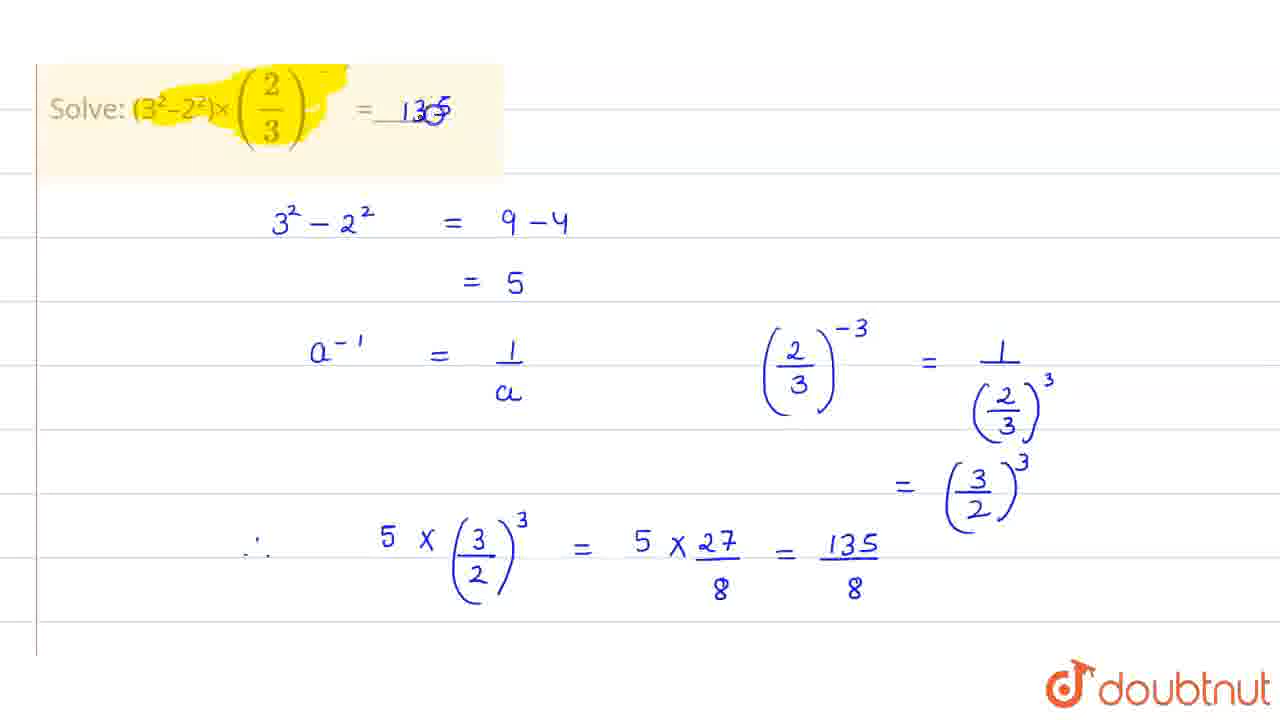 Solve: (3²–2²)×(2/3) = 135
3² – 2² = 9 – 4
= 5
a⁻¹ = 1/a
(2/3)⁻³ = 1/(2/3)³
= (3/2)³
∴ 5 × (3/2)³ = 5 × 27/8 = 135/8
doubtnut